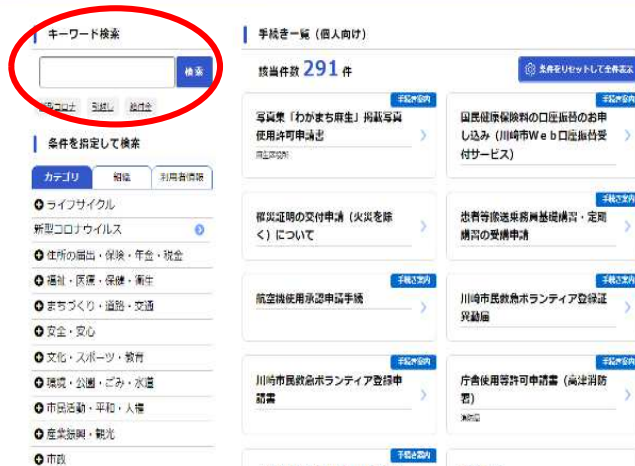 キーワード検索
検索
新型コロナ 引越し 給付金
条件を指定して検索
カテゴリ 組織 利用者情報
ライフサイクル
新型コロナウイルス
住所の届出・保険・年金・税金
福祉・医療・保健・衛生
まちづくり・道路・交通
安全・安心
文化・スポーツ・教育
環境・公園・ごみ・水道
市民活動・平和・人権
産業振興・観光
市政
手続き一覧（個人向け）
該当件数 291 件
条件をリセットして全件表示
手続き案内
写真集「わがまち麻生」掲載写真
使用許可申請書
麻生区役所
手続き案内
国民健康保険料の口座振替のお申
し込み（川崎市Ｗｅｂ口座振替受
付サービス）
罹災証明の交付申請（火災を除
く）について
手続き案内
患者等搬送乗務員基礎講習・定期
講習の受講申請
手続き案内
航空機使用承認申請手続
手続き案内
川崎市民救急ボランティア登録証
異動届
手続き案内
川崎市民救急ボランティア登録申
請書
手続き案内
庁舎使用等許可申請書（高津消防
署）
消防局
手続き案内